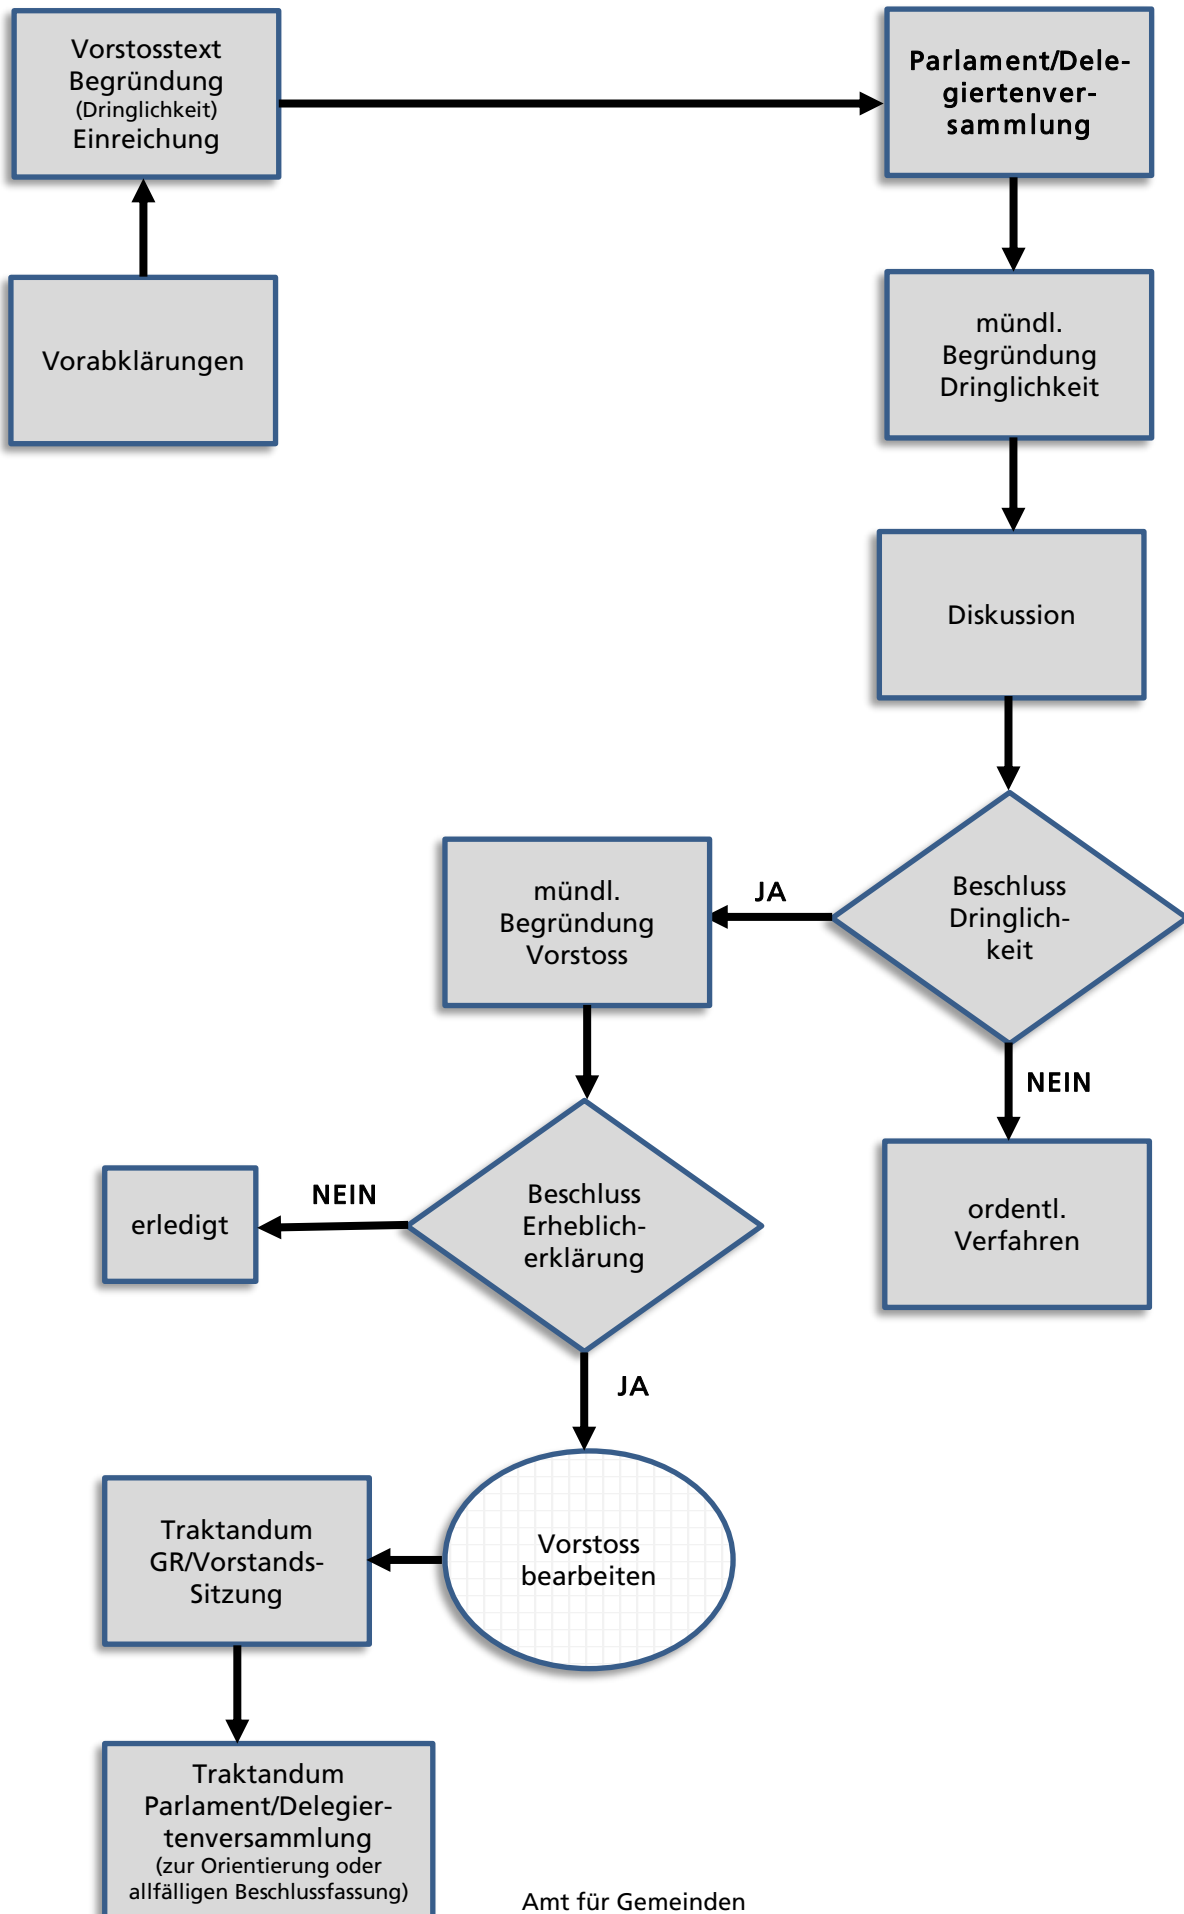 Vorstosstext
Begründung
(Dringlichkeit)
Einreichung
Parlament/Dele-
giertenver-
sammlung
Vorabklärungen
mündl.
Begründung
Dringlichkeit
Diskussion
Beschluss
Dringlich-
keit
JA
mündl.
Begründung
Vorstoss
NEIN
ordentl.
Verfahren
Beschluss
Erheblich-
erklärung
NEIN
erledigt
JA
Vorstoss
bearbeiten
Traktandum
GR/Vorstands-
Sitzung
Traktandum
Parlament/Delegier-
tenversammlung
(zur Orientierung oder
allfälligen Beschlussfassung)
Amt für Gemeinden